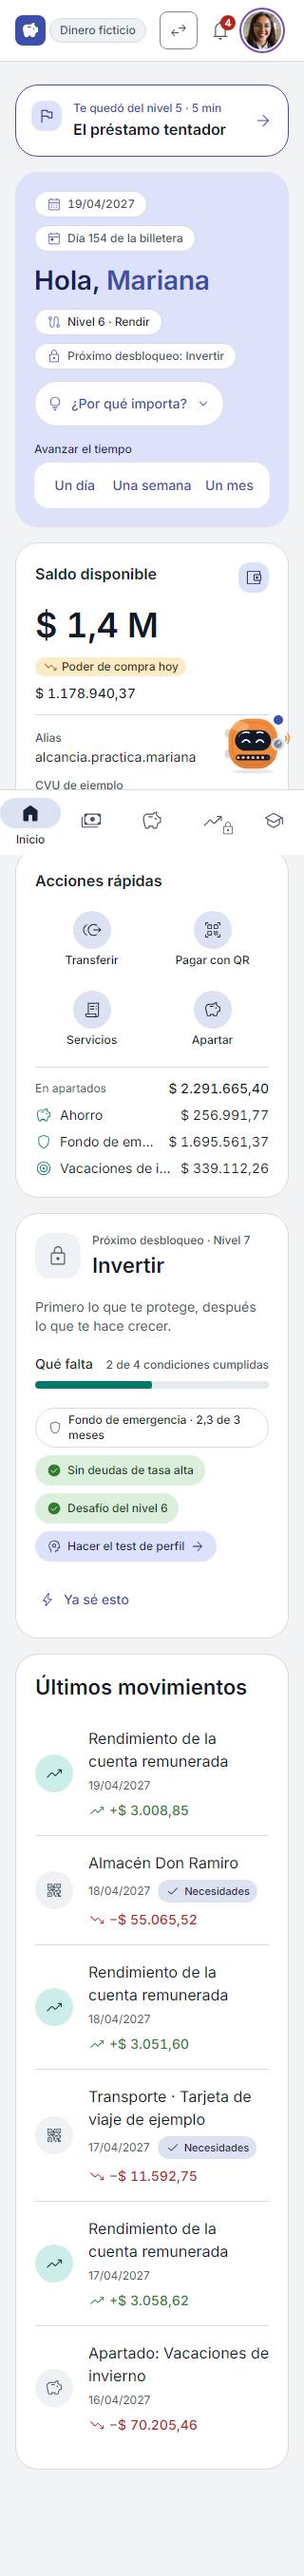 Dinero ficticio
4
Te quedó del nivel 5 · 5 min
El préstamo tentador
19/04/2027
Día 154 de la billetera
Hola, Mariana
Nivel 6 · Rendir
Próximo desbloqueo: Invertir
¿Por qué importa?
Avanzar el tiempo
Un día Una semana Un mes
Saldo disponible
$ 1,4 M
Poder de compra hoy
$ 1.178.940,37
Alias
alcancia.practica.mariana
CVU de ejemplo
Inicio
Acciones rápidas
Transferir Pagar con QR
Servicios Apartar
En apartados $ 2.291.665,40
Ahorro $ 256.991,77
Fondo de em... $ 1.695.561,37
Vacaciones de i... $ 339.112,26
Próximo desbloqueo · Nivel 7
Invertir
Primero lo que te protege, después
lo que te hace crecer.
Qué falta 2 de 4 condiciones cumplidas
Fondo de emergencia · 2,3 de 3
meses
Sin deudas de tasa alta
Desafío del nivel 6
Hacer el test de perfil
Ya sé esto
Últimos movimientos
Rendimiento de la
cuenta remunerada
19/04/2027
+$ 3.008,85
Almacén Don Ramiro
18/04/2027 Necesidades
−$ 55.065,52
Rendimiento de la
cuenta remunerada
18/04/2027
+$ 3.051,60
Transporte · Tarjeta de
viaje de ejemplo
17/04/2027 Necesidades
−$ 11.592,75
Rendimiento de la
cuenta remunerada
17/04/2027
+$ 3.058,62
Apartado: Vacaciones de
invierno
16/04/2027
−$ 70.205,46